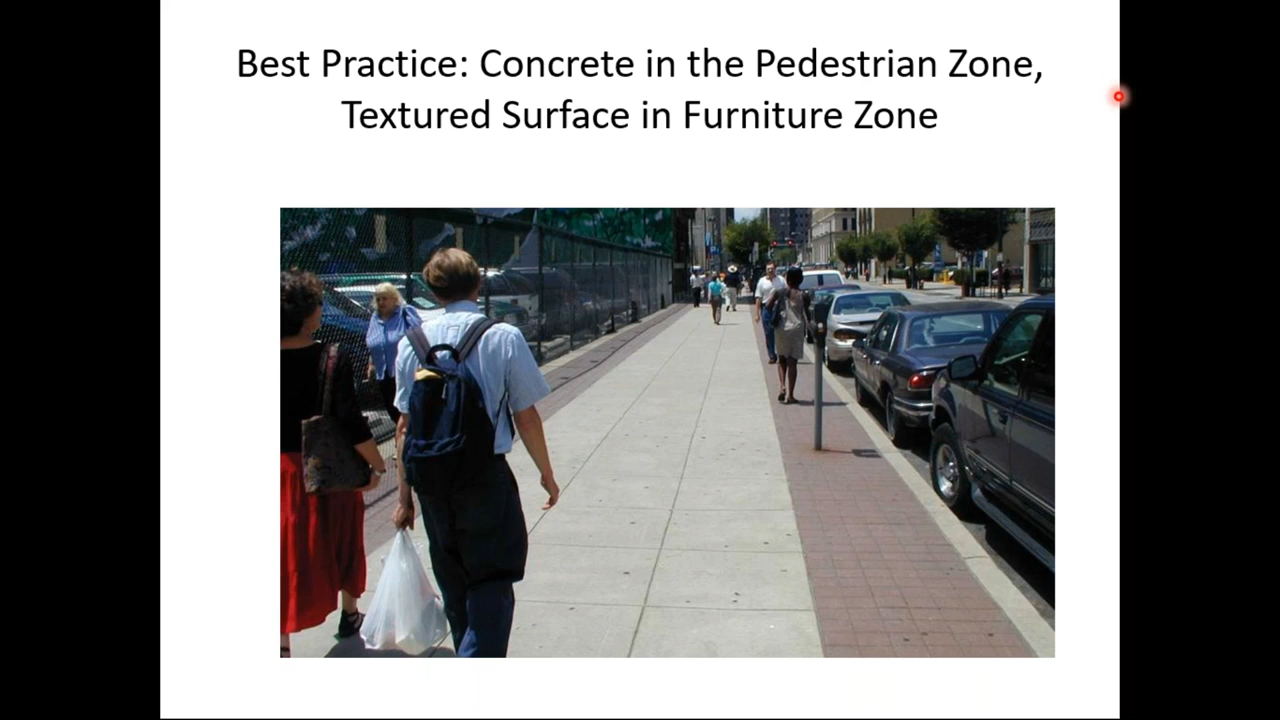 Best Practice: Concrete in the Pedestrian Zone,
Textured Surface in Furniture Zone